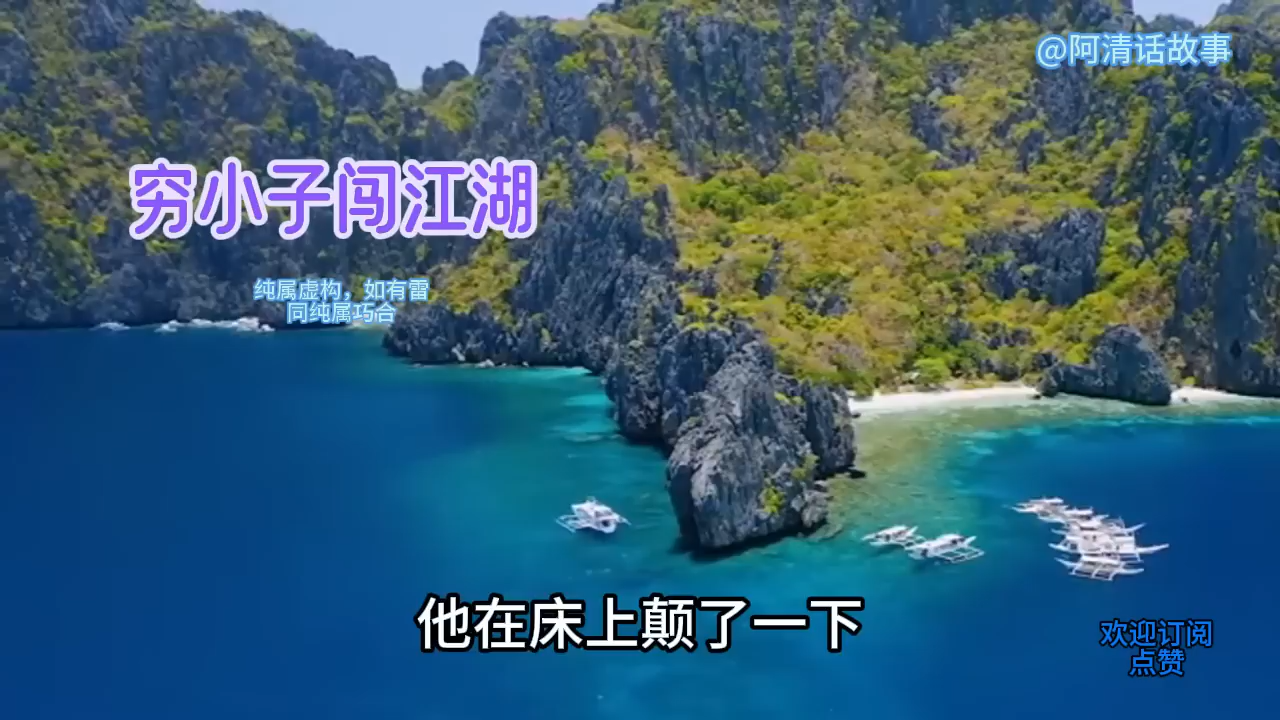 @阿清话故事
穷小子闯江湖
纯属虚构，如有雷
同纯属巧合
他在床上颠了一下
欢迎订阅
点赞